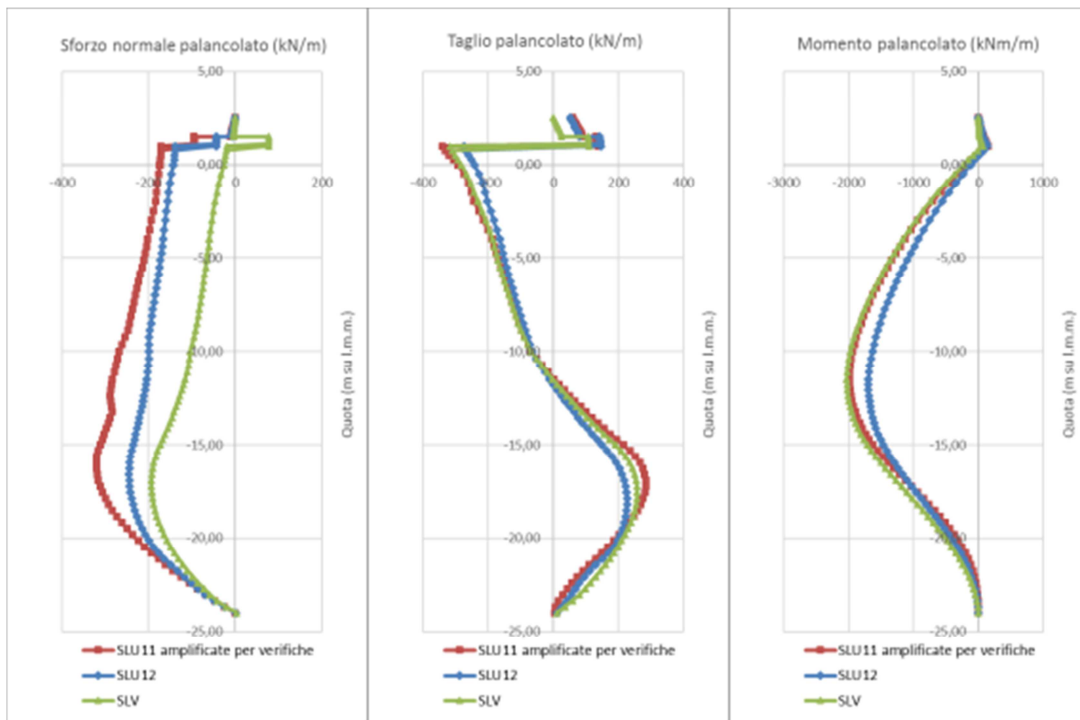 Sforzo normale palancolato (kN/m)
5,00
0,00
-400
-200
0
200
-5,00
-10,00
-15,00
-20,00
-25,00
Quota (m su l.m.m.)
SLU11 amplificate per verifiche
SLU12
SLV
Taglio palancolato (kN/m)
5,00
0,00
-400
-200
0
200
400
-5,00
-10,00
-15,00
-20,00
-25,00
Quota (m su l.m.m.)
SLU11 amplificate per verifiche
SLU12
SLV
Momento palancolato (kNm/m)
5,00
0,00
-3000
-2000
-1000
0
1000
-5,00
-10,00
-15,00
-20,00
-25,00
Quota (m su l.m.m.)
SLU11 amplificate per verifiche
SLU12
SLV